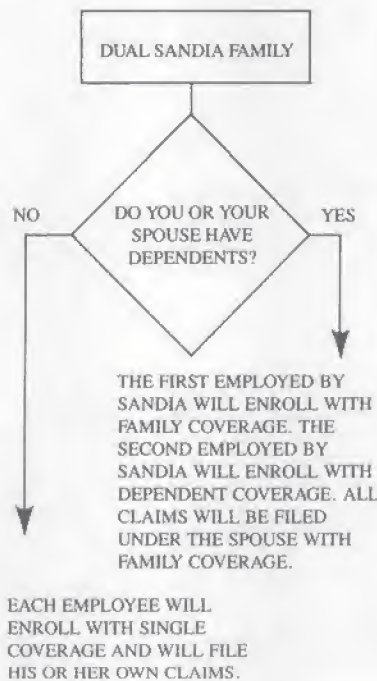 DUAL SANDIA FAMILY
NO
DO YOU OR YOUR
SPOUSE HAVE
DEPENDENTS?
YES
THE FIRST EMPLOYED BY
SANDIA WILL ENROLL WITH
FAMILY COVERAGE. THE
SECOND EMPLOYED BY
SANDIA WILL ENROLL WITH
DEPENDENT COVERAGE. ALL
CLAIMS WILL BE FILED
UNDER THE SPOUSE WITH
FAMILY COVERAGE.
EACH EMPLOYEE WILL
ENROLL WITH SINGLE
COVERAGE AND WILL FILE
HIS OR HER OWN CLAIMS.